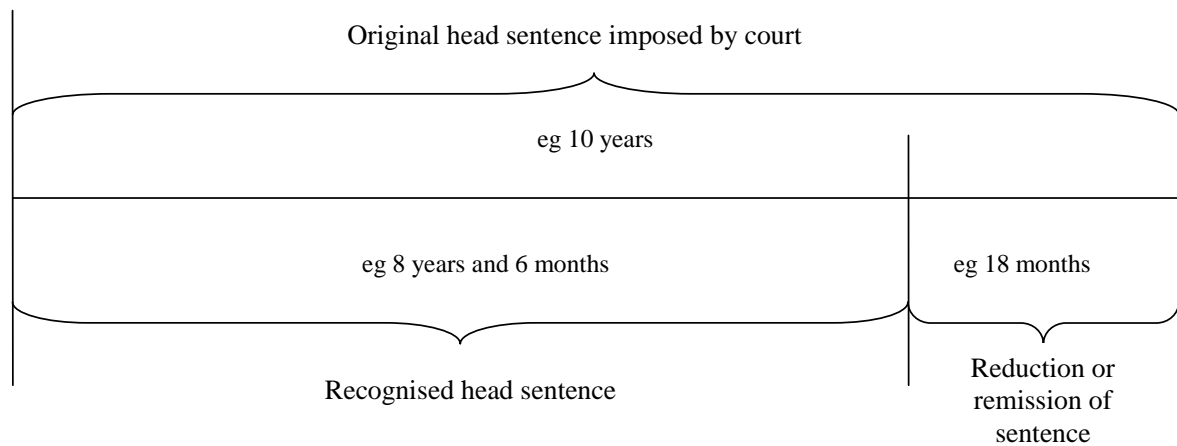 Original head sentence imposed by court
eg 10 years
eg 8 years and 6 months
eg 18 months
Recognised head sentence
Reduction or
remission of
sentence